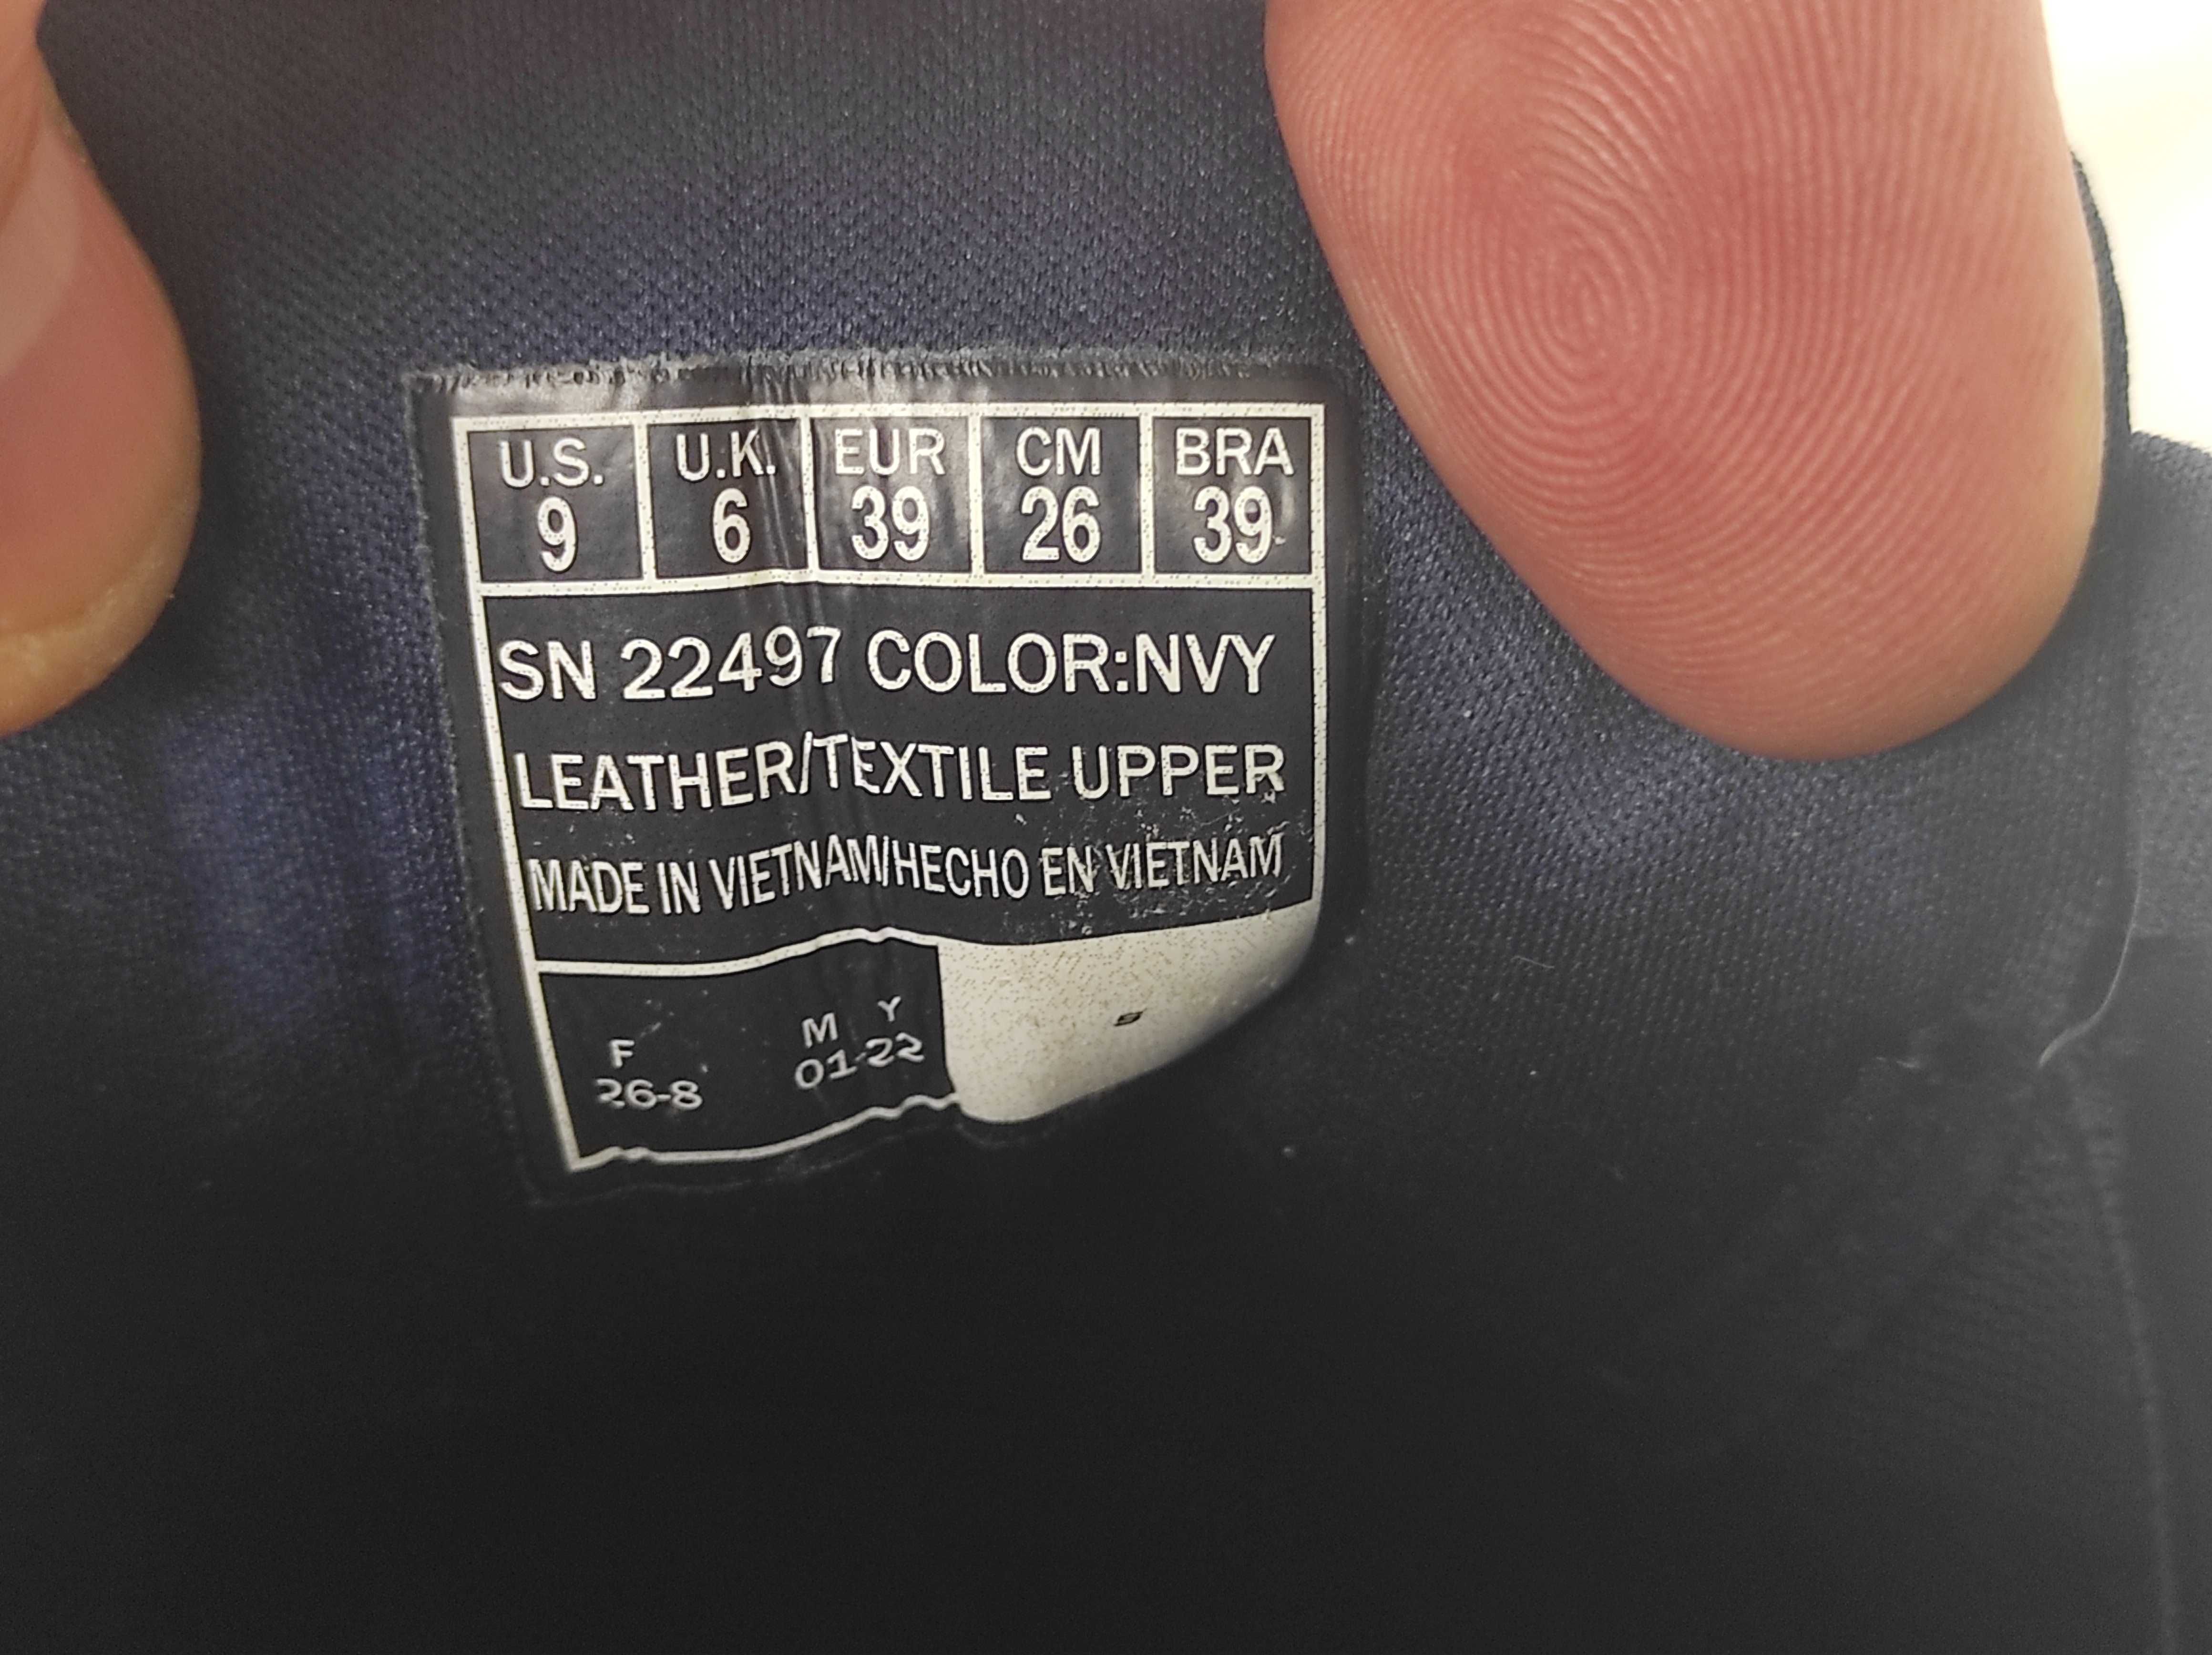 U.S. U.K. EUR CM BRA
9 6 39 26 39
SN 22497 COLOR:NVY
LEATHER/TEXTILE UPPER
MADE IN VIETNAM/HECHO EN VIETNAM
F M Y
26-8 01-22